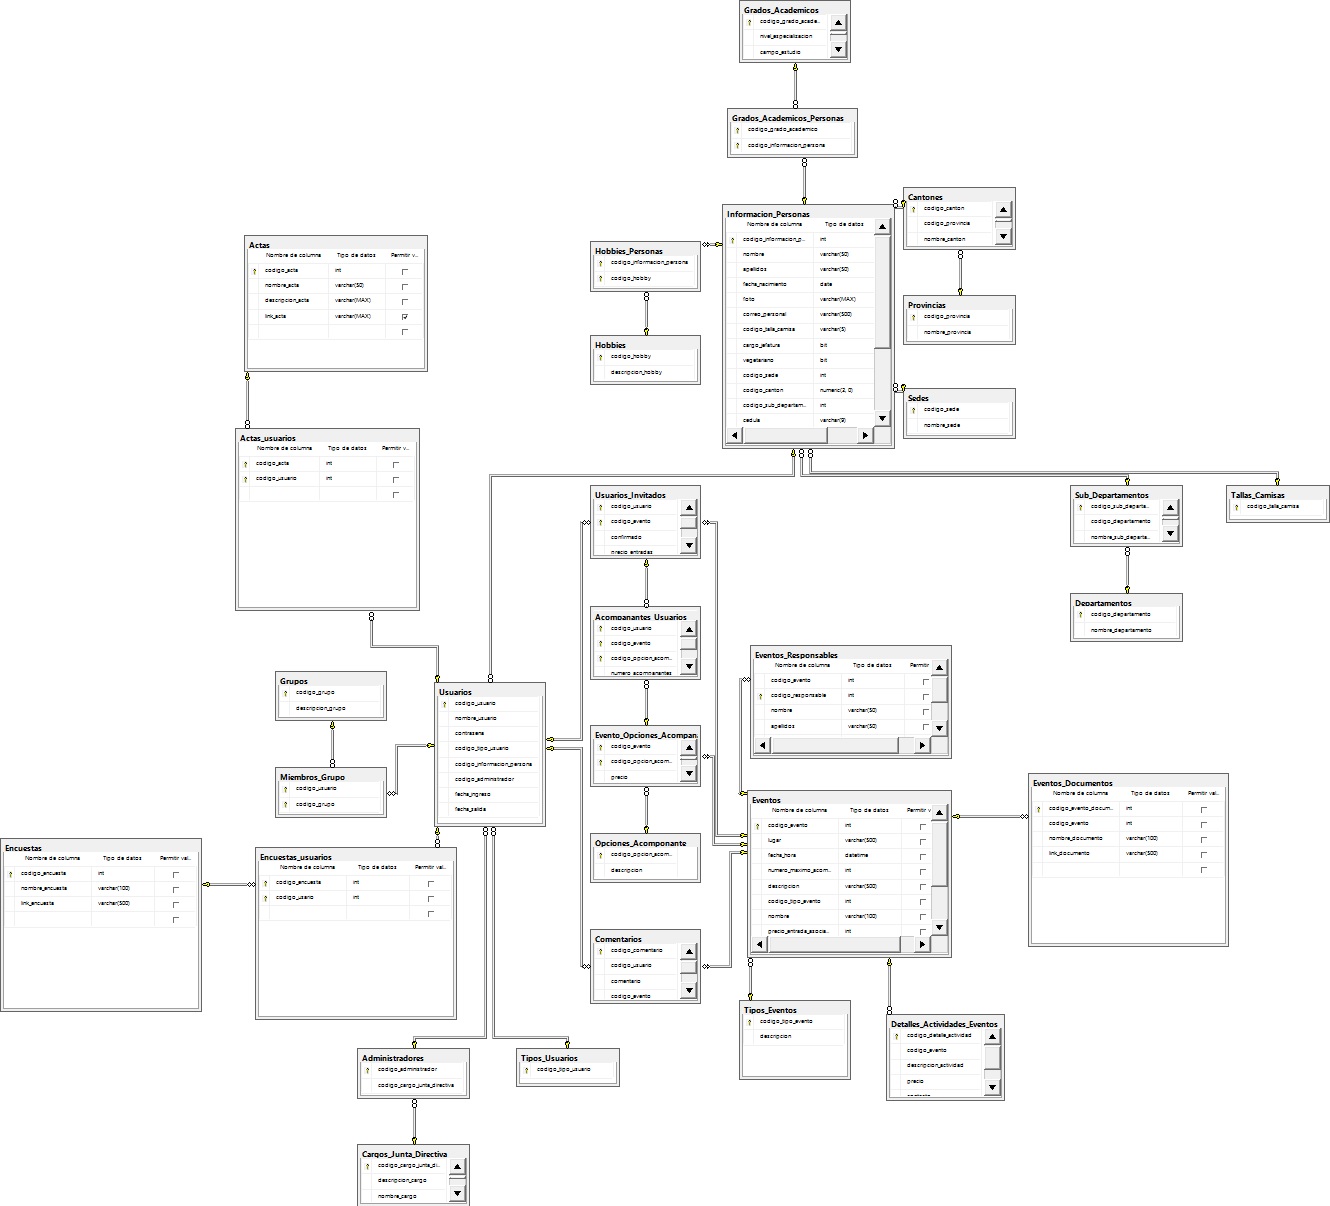 Grados_Academicos
codigo_grado_acade..
nivel_especialisacion
campo_estudio
Grados_Academicos_Personas
codigo_grado_academico
codigo_informacion_persona
Informacion_Personas
Nombre de columna Tipo de datos
codigo_informacion_p.. int
nombre varchar(50)
apellidos varchar(50)
fecha_nacimiento date
foto varchar(MAX)
correo_personal varchar(500)
codigo_talla_camisa varchar(5)
cargo_jefatura bit
vegetariano bit
codigo_sede int
codigo_canton numeric(2, 0)
codigo_sub_departam.. int
cedula varchar(9)
Cantones
codigo_canton
codigo_provincia
nombre_canton
Provincias
codigo_provincia
nombre_provincia
Sedes
codigo_sede
nombre_sede
Hobbies_Personas
codigo_informacion_persona
codigo_hobby
Hobbies
codigo_hobby
descripcion_hobby
Actas
Nombre de columna Tipo de datos Permitir v...
codigo_acta int
nombre_acta varchar(50)
descripcion_acta varchar(MAX)
link_acta varchar(MAX)
Actas_usuarios
Nombre de columna Tipo de datos Permitir v...
codigo_acta int
codigo_usuario int
Usuarios_Invitados
codigo_usuario
codigo_evento
confirmado
precio_entradas
Sub_Departamentos
codigo_sub_departa..
codigo_departamento
nombre_sub_departa..
Tallas_Camisas
codigo_talla_camisa
Departamentos
codigo_departamento
nombre_departamento
Acompanantes_Usuarios
codigo_usuario
codigo_evento
codigo_opcion_acom..
numero_acompanantes
Eventos_Responsables
Nombre de columna Tipo de datos Permitir
codigo_evento int
codigo_responsable int
nombre varchar(50)
apellidos varchar(50)
Grupos
codigo_grupo
descripcion_grupo
Usuarios
codigo_usuario
nombre_usuario
contrasena
codigo_tipo_usuario
codigo_informacion_persona
codigo_administrador
fecha_ingreso
fecha_salida
Miembros_Grupo
codigo_usuario
codigo_grupo
Evento_Opciones_Acompan
codigo_evento
codigo_opcion_acom..
precio
Opciones_Acomponante
codigo_opcion_acom..
descripcion
Eventos
Nombre de columna Tipo de datos Permitir v
codigo_evento int
lugar varchar(500)
fecha_hora datetime
numero_maximo_acom.. int
descripcion varchar(500)
codigo_tipo_evento int
nombre varchar(100)
precio_entrada_asocia.. int
Eventos_Documentos
Nombre de columna Tipo de datos Permitir val...
codigo_evento_docum.. int
codigo_evento int
nombre_documento varchar(100)
link_documento varchar(500)
Encuestas
Nombre de columna Tipo de datos Permitir val...
codigo_encuesta int
nombre_encuesta varchar(100)
link_encuesta varchar(500)
Encuestas_usuarios
Nombre de columna Tipo de datos Permitir val...
codigo_encuesta int
codigo_usario int
Comentarios
codigo_comentario
codigo_usuario
comentario
codigo_evento
Tipos_Eventos
codigo_tipo_evento
descripcion
Detalles_Actividades_Eventos
codigo_detalle_actividad
codigo_evento
descripcion_actividad
precio
Administradores
codigo_administrador
codigo_cargo_junta_directiva
Tipos_Usuarios
codigo_tipo_usuario
Cargos_Junta_Directiva
codigo_cargo_junta_di..
descripcion_cargo
nombre_cargo